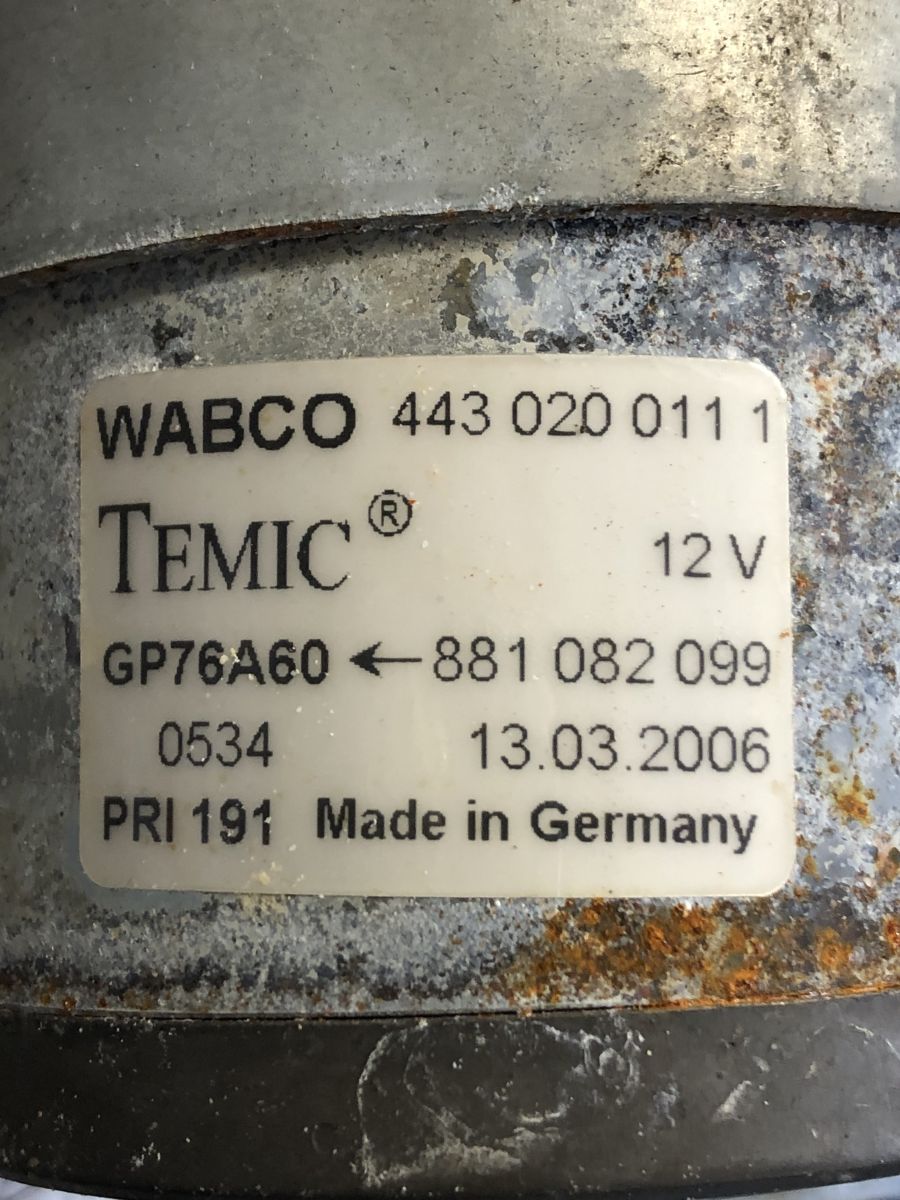 WABCO 443 020 011 1
TEMIC®
12 V
GP76A60 ← 881 082 099
0534 13.03.2006
PRI 191 Made in Germany